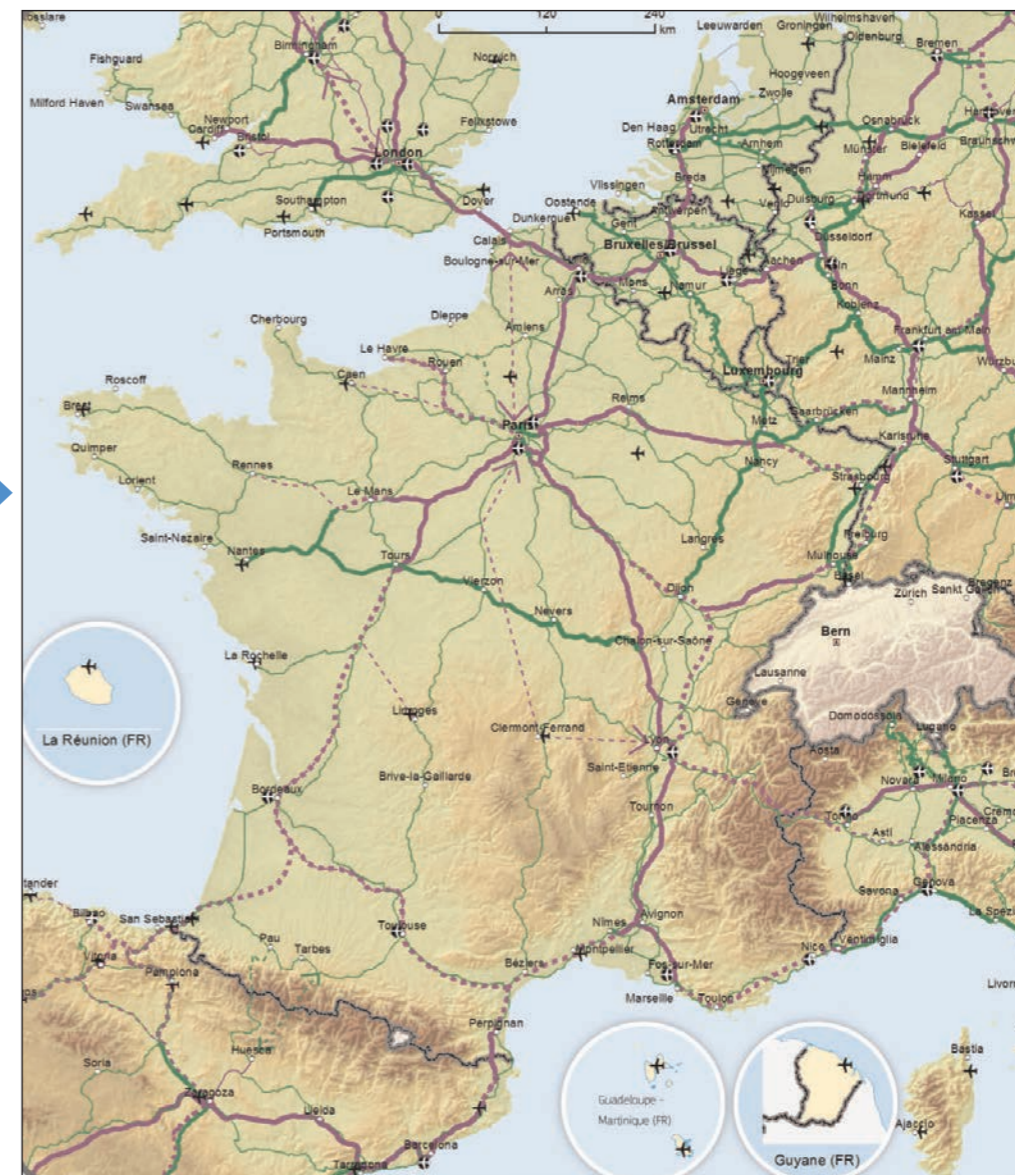 0 120 240
km
Birmingham
Fishguard
Milford Haven
Swansea
Newport
Cardiff
Bristol
Norwich
Felixstowe
London
Southampton
Portsmouth
Dover
Leeuwarden
Groningen
Wilhelmshaven
Oldenburg
Bremen
Hoogeveen
Zwolle
Amsterdam
Den Haag
Utrecht
Rotterdam
Arnhem
Nijmegen
Osnabrück
Münster
Bielefeld
Hamm
Dortmund
Kassel
Breda
Vlissingen
Venlo
Duisburg
Düsseldorf
Oostende
Dunkerque
Gent
Antwerpen
Bruxelles/Brussel
Calais
Boulogne-sur-Mer
Liège
Aachen
Köln
Bonn
Koblenz
Mons
Namur
Arras
Amiens
Dieppe
Cherbourg
Le Havre
Rouen
Caen
Roscoff
Brest
Quimper
Lorient
Rennes
Le Mans
Saint-Nazaire
Nantes
Paris
Reims
Luxembourg
Trier
Mainz
Frankfurt am Main
Mannheim
Saarbrücken
Karlsruhe
Stuttgart
Metz
Nancy
Strasbourg
Freiburg
Mulhouse
Basel
Langres
Tours
Vierzon
Nevers
Dijon
Chalon-sur-Saône
Zürich
Bregenz
Bern
Lausanne
Genève
Domodossola
Lugano
Aosta
Novara
Milano
Torino
Asti
Piacenza
Alessandria
Savona
Genova
Ventimiglia
La Rochelle
Limoges
Clermont-Ferrand
Lyon
Saint-Etienne
Brive-la-Gaillarde
Tournon
Bordeaux
Toulouse
Pau
Tarbes
Nîmes
Avignon
Montpellier
Béziers
Fos-sur-Mer
Marseille
Toulon
Nice
Perpignan
Bilbao
Vitoria
Pamplona
Soria
Huesca
Zaragoza
Lleida
Barcelona
Tarragona
Bastia
Ajaccio
La Réunion (FR)
Guadeloupe -
Martinique (FR)
Guyane (FR)